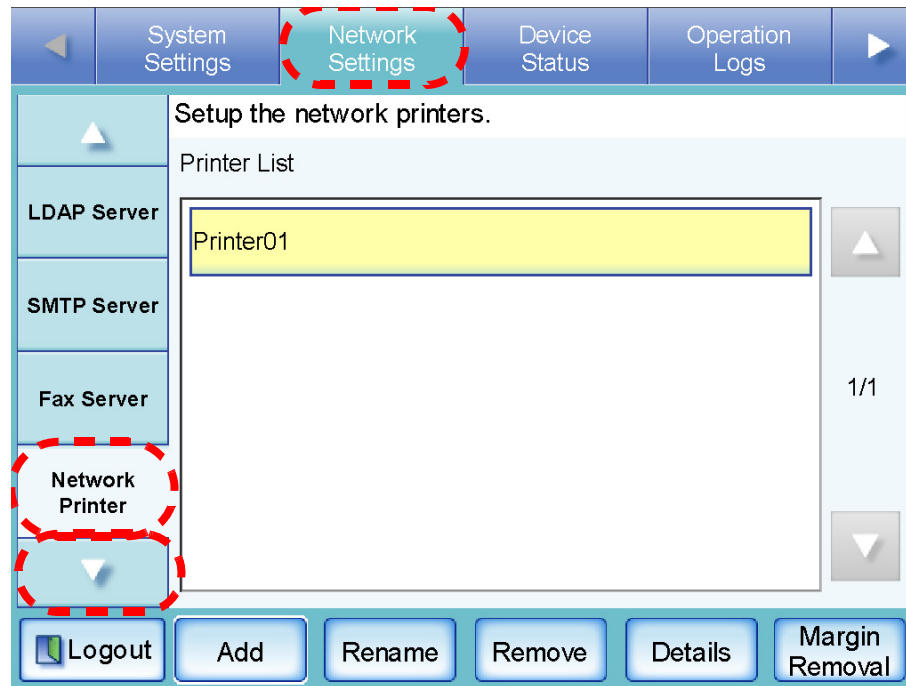 System
Settings
Network
Settings
Device
Status
Operation
Logs
Setup the network printers.
Printer List
LDAP Server
SMTP Server
Fax Server
Network
Printer
Printer01
1/1
Logout
Add
Rename
Remove
Details
Margin
Removal